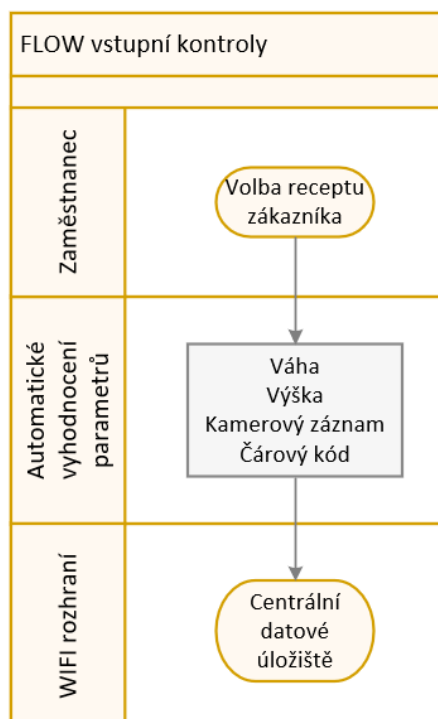 FLOW vstupní kontroly
Zaměstnanec
Volba receptu
zákazníka
Automatické
vyhodnocení
parametrů
Váha
Výška
Kamerový záznam
Čárový kód
WIFI rozhraní
Centrální
datové
úložiště